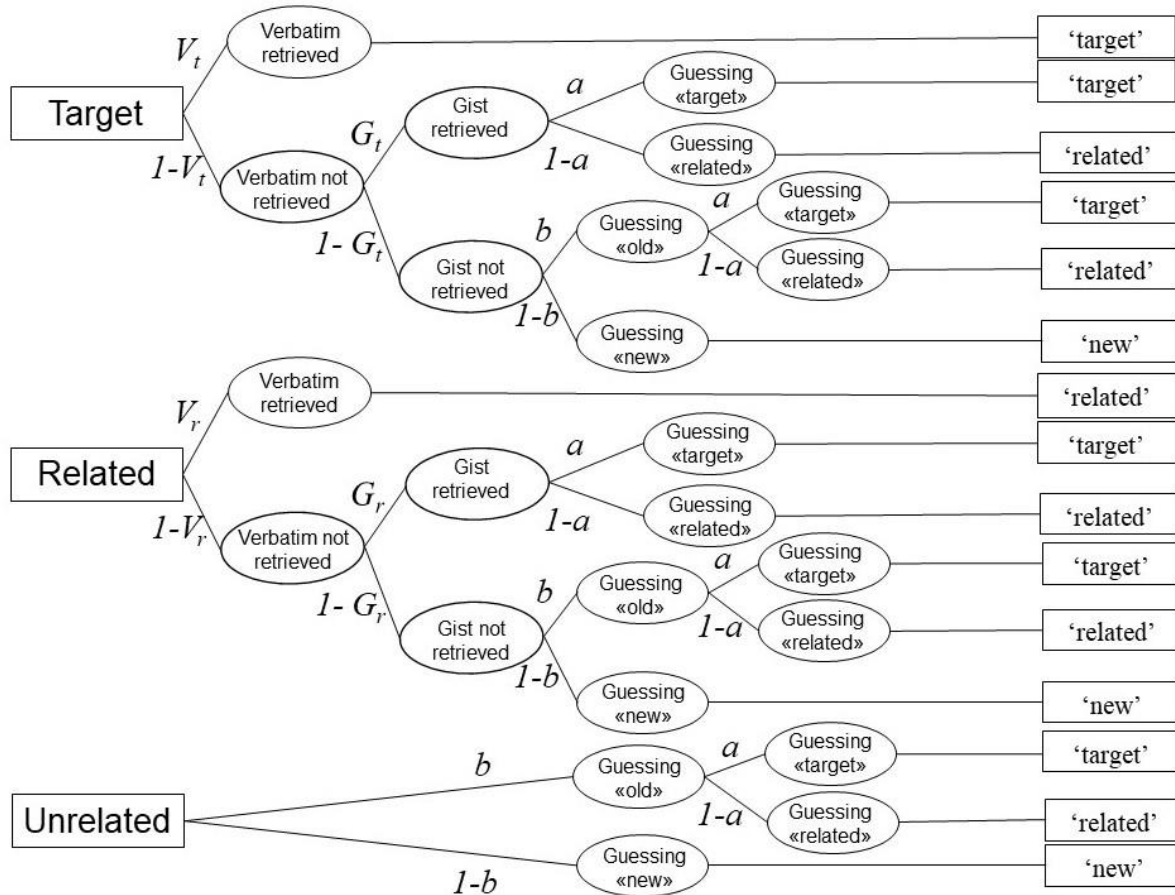 Target
V_t
1-V_t
Verbatim
retrieved
Verbatim not
retrieved
G_t
1- G_t
Gist
retrieved
Gist not
retrieved
a
1-a
Guessing
«target»
Guessing
«related»
b
1-b
Guessing
«old»
Guessing
«new»
a
1-a
Guessing
«target»
Guessing
«related»
‘target’
‘target’
‘related’
‘target’
‘related’
‘new’
Related
V_r
1-V_r
Verbatim
retrieved
Verbatim not
retrieved
G_r
1- G_r
Gist
retrieved
Gist not
retrieved
a
1-a
Guessing
«target»
Guessing
«related»
b
1-b
Guessing
«old»
Guessing
«new»
a
1-a
Guessing
«target»
Guessing
«related»
‘related’
‘target’
‘related’
‘target’
‘related’
‘new’
Unrelated
b
1-b
Guessing
«old»
Guessing
«new»
a
1-a
Guessing
«target»
Guessing
«related»
‘target’
‘related’
‘new’